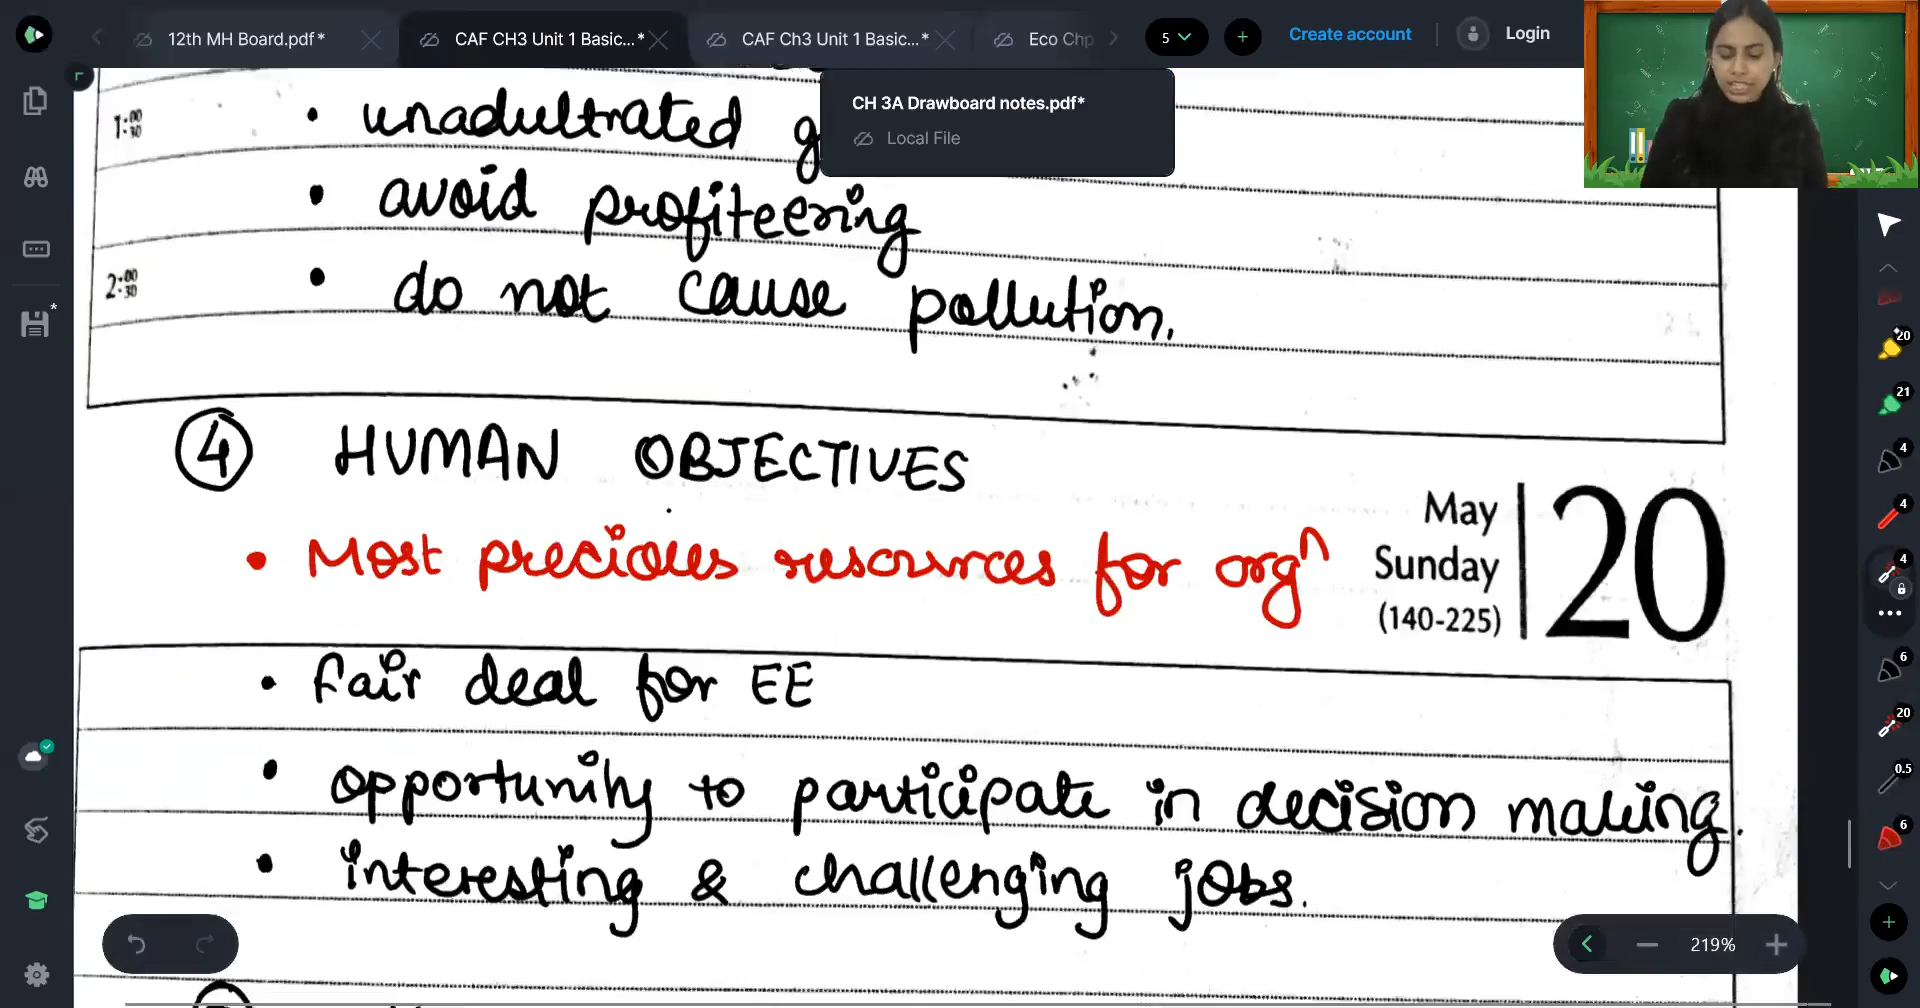 12th MH Board.pdf*
CAF CH3 Unit 1 Basic...*
CAF Ch3 Unit 1 Basic...*
Eco Chp
5
Create account
Login
CH 3A Drawboard notes.pdf*
Local File
1:00
30
• unadultrated g
• avoid profiteering
2:00
30
• do not cause pollution.
④ HUMAN OBJECTIVES
• Most precious resources for orgⁿ
May
Sunday
(140-225)
20
• fair deal for EE
• opportunity to participate in decision making.
• interesting & challenging jobs.
219%
20
21
4
4
4
6
20
0.5
6